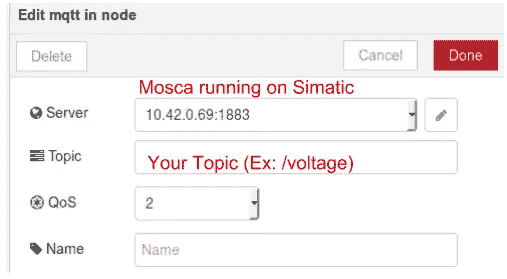 Edit mqtt in node
Delete Cancel Done
Mosca running on Simatic
Server 10.42.0.69:1883
Topic Your Topic (Ex: /voltage)
QoS 2
Name Name